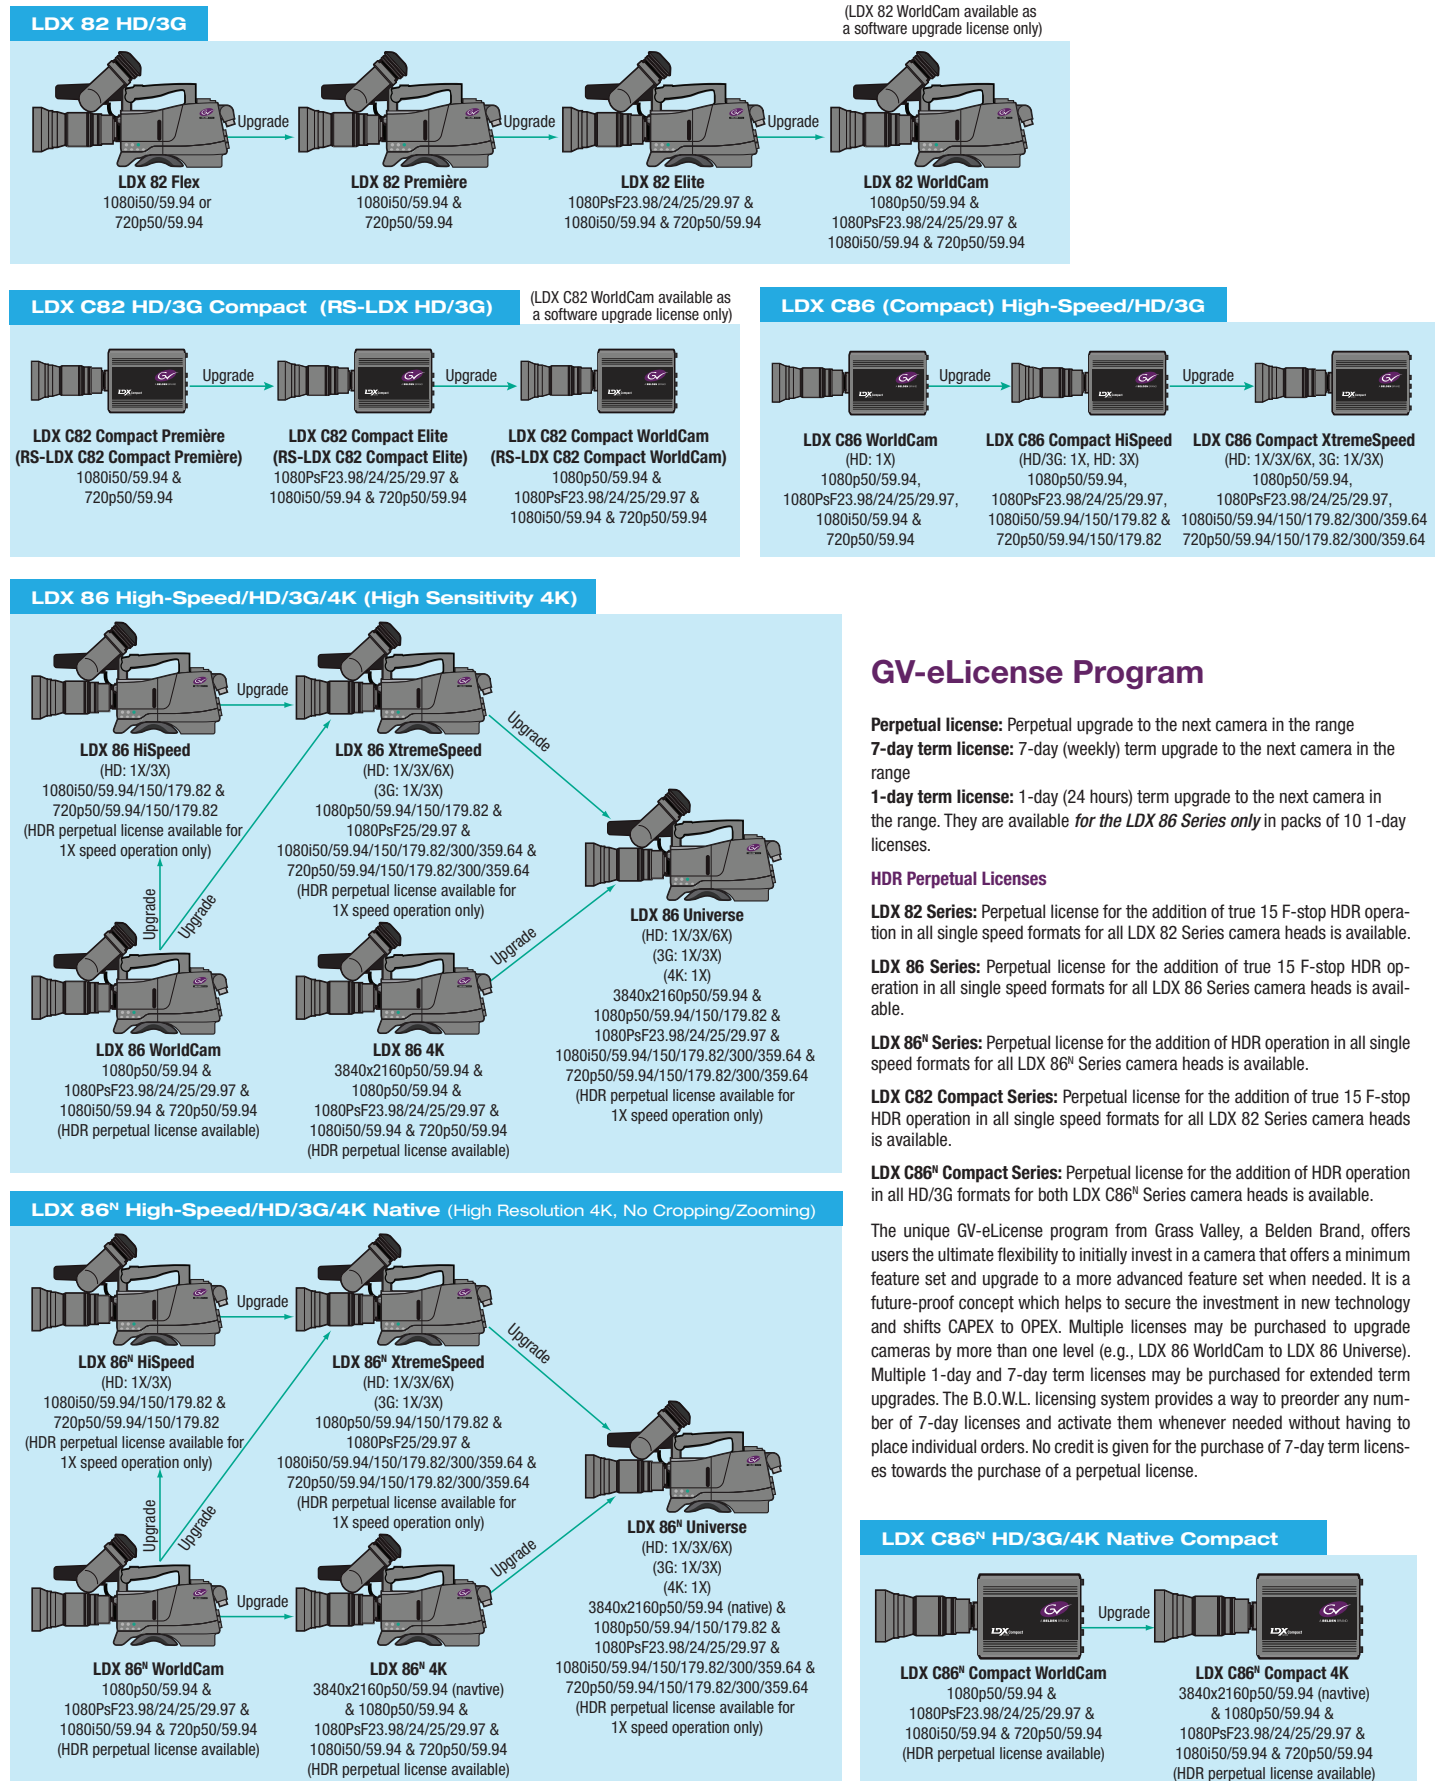 LDX 82 HD/3G
(LDX 82 WorldCam available as
a software upgrade license only)
Upgrade
Upgrade
Upgrade
LDX 82 Flex
1080i50/59.94 or
720p50/59.94
LDX 82 Première
1080i50/59.94 &
720p50/59.94
LDX 82 Elite
1080PsF23.98/24/25/29.97 &
1080i50/59.94 & 720p50/59.94
LDX 82 WorldCam
1080p50/59.94 &
1080PsF23.98/24/25/29.97 &
1080i50/59.94 & 720p50/59.94
LDX C82 HD/3G Compact (RS-LDX HD/3G)
(LDX C82 WorldCam available as
a software upgrade license only)
Upgrade
Upgrade
LDX C82 Compact Première
(RS-LDX C82 Compact Première)
1080i50/59.94 &
720p50/59.94
LDX C82 Compact Elite
(RS-LDX C82 Compact Elite)
1080PsF23.98/24/25/29.97 &
1080i50/59.94 & 720p50/59.94
LDX C82 Compact WorldCam
(RS-LDX C82 Compact WorldCam)
1080p50/59.94 &
1080PsF23.98/24/25/29.97 &
1080i50/59.94 & 720p50/59.94
LDX C86 (Compact) High-Speed/HD/3G
Upgrade
Upgrade
LDX C86 WorldCam
(HD: 1X)
1080p50/59.94,
1080PsF23.98/24/25/29.97,
1080i50/59.94 &
720p50/59.94
LDX C86 Compact HiSpeed
(HD/3G: 1X, HD: 3X)
1080p50/59.94,
1080PsF23.98/24/25/29.97,
1080i50/59.94/150/179.82 &
720p50/59.94/150/179.82
LDX C86 Compact XtremeSpeed
(HD: 1X/3X/6X, 3G: 1X/3X)
1080p50/59.94,
1080PsF23.98/24/25/29.97,
1080i50/59.94/150/179.82/300/359.64
720p50/59.94/150/179.82/300/359.64
LDX 86 High-Speed/HD/3G/4K (High Sensitivity 4K)
Upgrade
Upgrade
LDX 86 HiSpeed
(HD: 1X/3X)
1080i50/59.94/150/179.82 &
720p50/59.94/150/179.82
(HDR perpetual license available for
1X speed operation only)
LDX 86 XtremeSpeed
(HD: 1X/3X/6X)
(3G: 1X/3X)
1080p50/59.94/150/179.82 &
1080PsF25/29.97 &
1080i50/59.94/150/179.82/300/359.64 &
720p50/59.94/150/179.82/300/359.64
(HDR perpetual license available for
1X speed operation only)
Upgrade
Upgrade
Upgrade
LDX 86 WorldCam
1080p50/59.94 &
1080PsF23.98/24/25/29.97 &
1080i50/59.94 & 720p50/59.94
(HDR perpetual license available)
LDX 86 4K
3840x2160p50/59.94 &
1080p50/59.94 &
1080PsF23.98/24/25/29.97 &
1080i50/59.94 & 720p50/59.94
(HDR perpetual license available)
LDX 86 Universe
(HD: 1X/3X/6X)
(3G: 1X/3X)
(4K: 1X)
3840x2160p50/59.94 &
1080p50/59.94/150/179.82 &
1080PsF23.98/24/25/29.97 &
1080i50/59.94/150/179.82/300/359.64 &
720p50/59.94/150/179.82/300/359.64
(HDR perpetual license available for
1X speed operation only)
LDX 86N High-Speed/HD/3G/4K Native (High Resolution 4K, No Cropping/Zooming)
Upgrade
Upgrade
LDX 86N HiSpeed
(HD: 1X/3X)
1080i50/59.94/150/179.82 &
720p50/59.94/150/179.82
(HDR perpetual license available for
1X speed operation only)
LDX 86N XtremeSpeed
(HD: 1X/3X/6X)
(3G: 1X/3X)
1080p50/59.94/150/179.82 &
1080PsF25/29.97 &
1080i50/59.94/150/179.82/300/359.64 &
720p50/59.94/150/179.82/300/359.64
(HDR perpetual license available for
1X speed operation only)
Upgrade
Upgrade
Upgrade
Upgrade
LDX 86N WorldCam
1080p50/59.94 &
1080PsF23.98/24/25/29.97 &
1080i50/59.94 & 720p50/59.94
(HDR perpetual license available)
LDX 86N 4K
3840x2160p50/59.94 (navtive)
& 1080p50/59.94 &
1080PsF23.98/24/25/29.97 &
1080i50/59.94 & 720p50/59.94
(HDR perpetual license available)
LDX 86N Universe
(HD: 1X/3X/6X)
(3G: 1X/3X)
(4K: 1X)
3840x2160p50/59.94 (native) &
1080p50/59.94/150/179.82 &
1080PsF23.98/24/25/29.97 &
1080i50/59.94/150/179.82/300/359.64 &
720p50/59.94/150/179.82/300/359.64
(HDR perpetual license available for
1X speed operation only)
GV-eLicense Program
Perpetual license: Perpetual upgrade to the next camera in the range
7-day term license: 7-day (weekly) term upgrade to the next camera in the
range
1-day term license: 1-day (24 hours) term upgrade to the next camera in
the range. They are available for the LDX 86 Series only in packs of 10 1-day
licenses.
HDR Perpetual Licenses
LDX 82 Series: Perpetual license for the addition of true 15 F-stop HDR opera-
tion in all single speed formats for all LDX 82 Series camera heads is available.
LDX 86 Series: Perpetual license for the addition of true 15 F-stop HDR op-
eration in all single speed formats for all LDX 86 Series camera heads is avail-
able.
LDX 86N Series: Perpetual license for the addition of HDR operation in all single
speed formats for all LDX 86N Series camera heads is available.
LDX C82 Compact Series: Perpetual license for the addition of true 15 F-stop
HDR operation in all single speed formats for all LDX 82 Series camera heads
is available.
LDX C86N Compact Series: Perpetual license for the addition of HDR operation
in all HD/3G formats for both LDX C86N Series camera heads is available.
The unique GV-eLicense program from Grass Valley, a Belden Brand, offers
users the ultimate flexibility to initially invest in a camera that offers a minimum
feature set and upgrade to a more advanced feature set when needed. It is a
future-proof concept which helps to secure the investment in new technology
and shifts CAPEX to OPEX. Multiple licenses may be purchased to upgrade
cameras by more than one level (e.g., LDX 86 WorldCam to LDX 86 Universe).
Multiple 1-day and 7-day term licenses may be purchased for extended term
upgrades. The B.O.W.L. licensing system provides a way to preorder any num-
ber of 7-day licenses and activate them whenever needed without having to
place individual orders. No credit is given for the purchase of 7-day term licens-
es towards the purchase of a perpetual license.
LDX C86N HD/3G/4K Native Compact
GV
A BELDEN BRAND
LDX Compact
Upgrade
GV
A BELDEN BRAND
LDX Compact
LDX C86N Compact WorldCam
1080p50/59.94 &
1080PsF23.98/24/25/29.97 &
1080i50/59.94 & 720p50/59.94
(HDR perpetual license available)
LDX C86N Compact 4K
3840x2160p50/59.94 (navtive)
& 1080p50/59.94 &
1080PsF23.98/24/25/29.97 &
1080i50/59.94 & 720p50/59.94
(HDR perpetual license available)